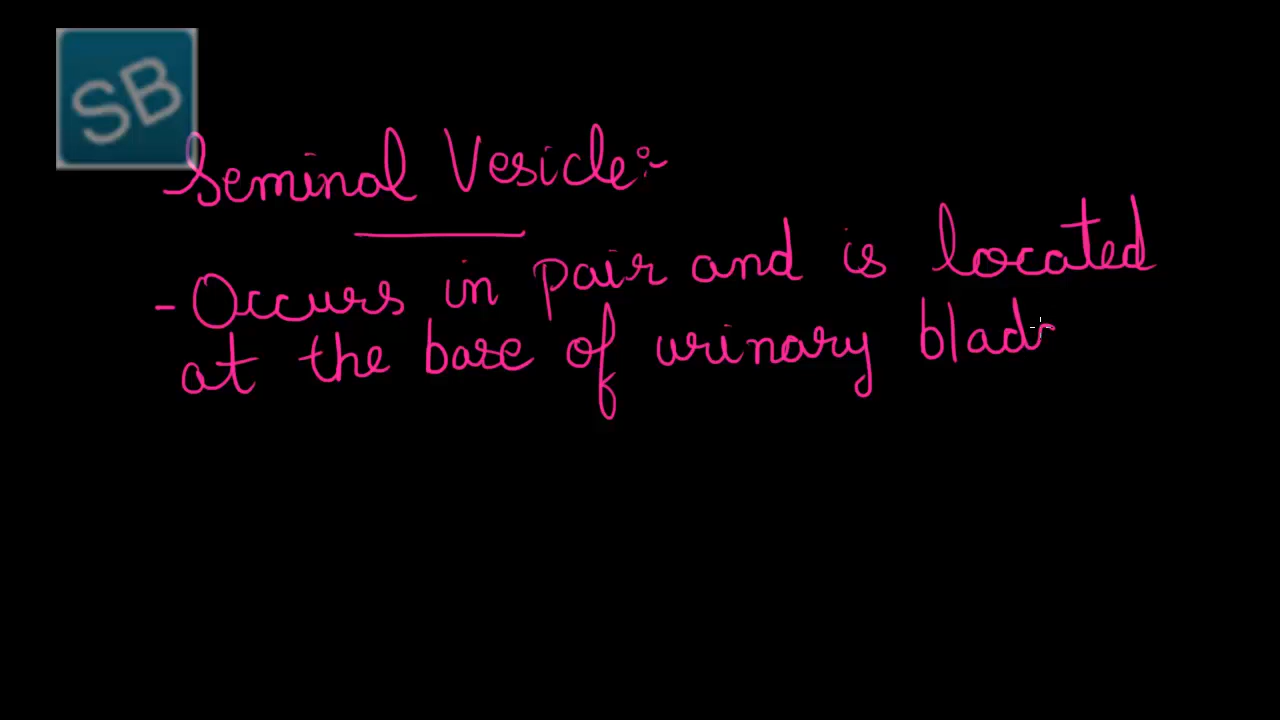 SB
Seminal Vesicle:-
- Occurs in pair and is located
at the base of urinary blad